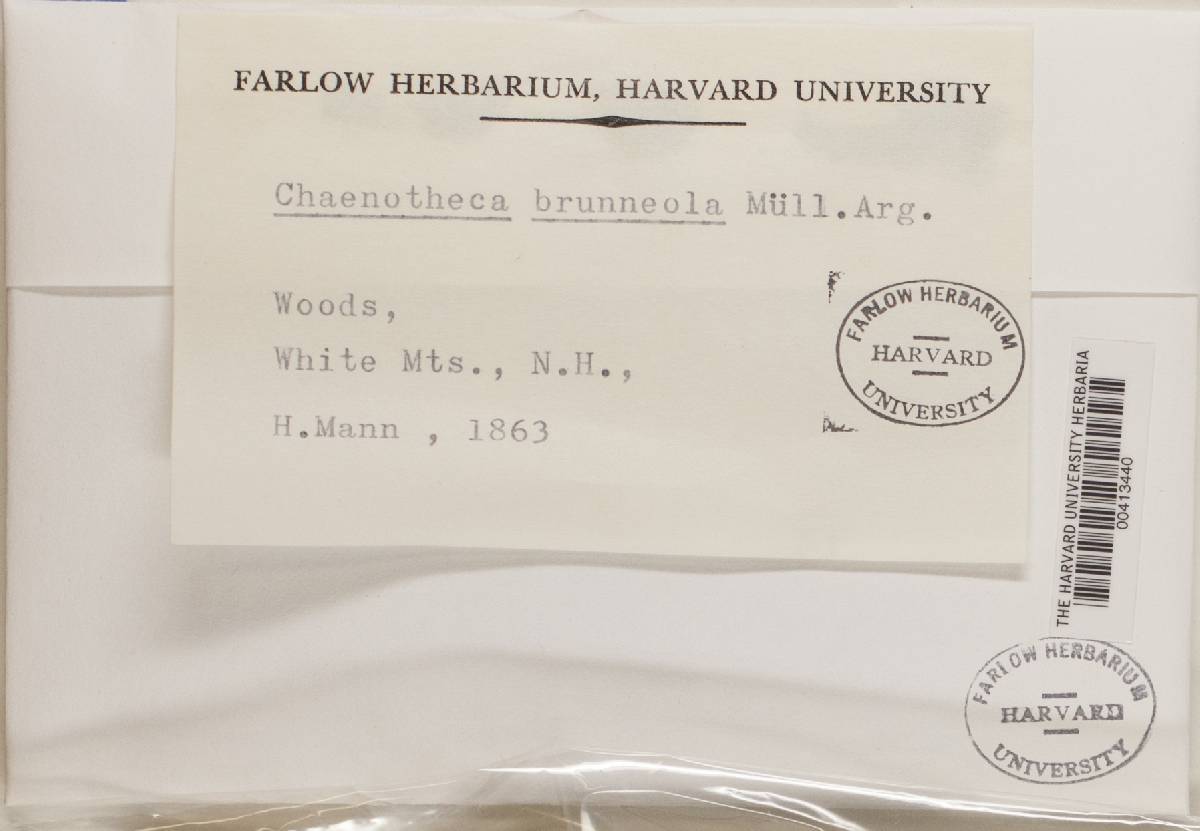 FARLOW HERBARIUM, HARVARD UNIVERSITY
Chaenotheca brunneola Müll.Arg.
Woods,
White Mts., N.H.,
H.Mann , 1863
FARLOW HERBARIUM
HARVARD
UNIVERSITY
THE HARVARD UNIVERSITY HERBARIA
00413440
FARLOW HERBARIUM
HARVARD
UNIVERSITY